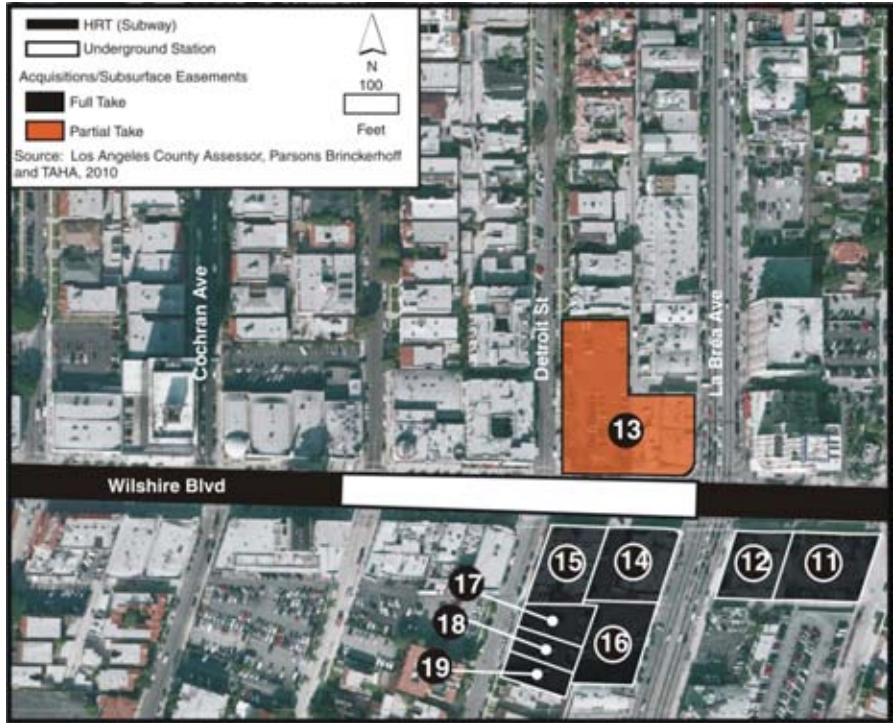 HRT (Subway)
Underground Station
Acquisitions/Subsurface Easements
Full Take
Partial Take
N
100
Feet
Source: Los Angeles County Assessor, Parsons Brinckerhoff
and TAHA, 2010
Cochran Ave
Detroit St
La Brea Ave
13
Wilshire Blvd
15
14
12
11
17
18
16
19